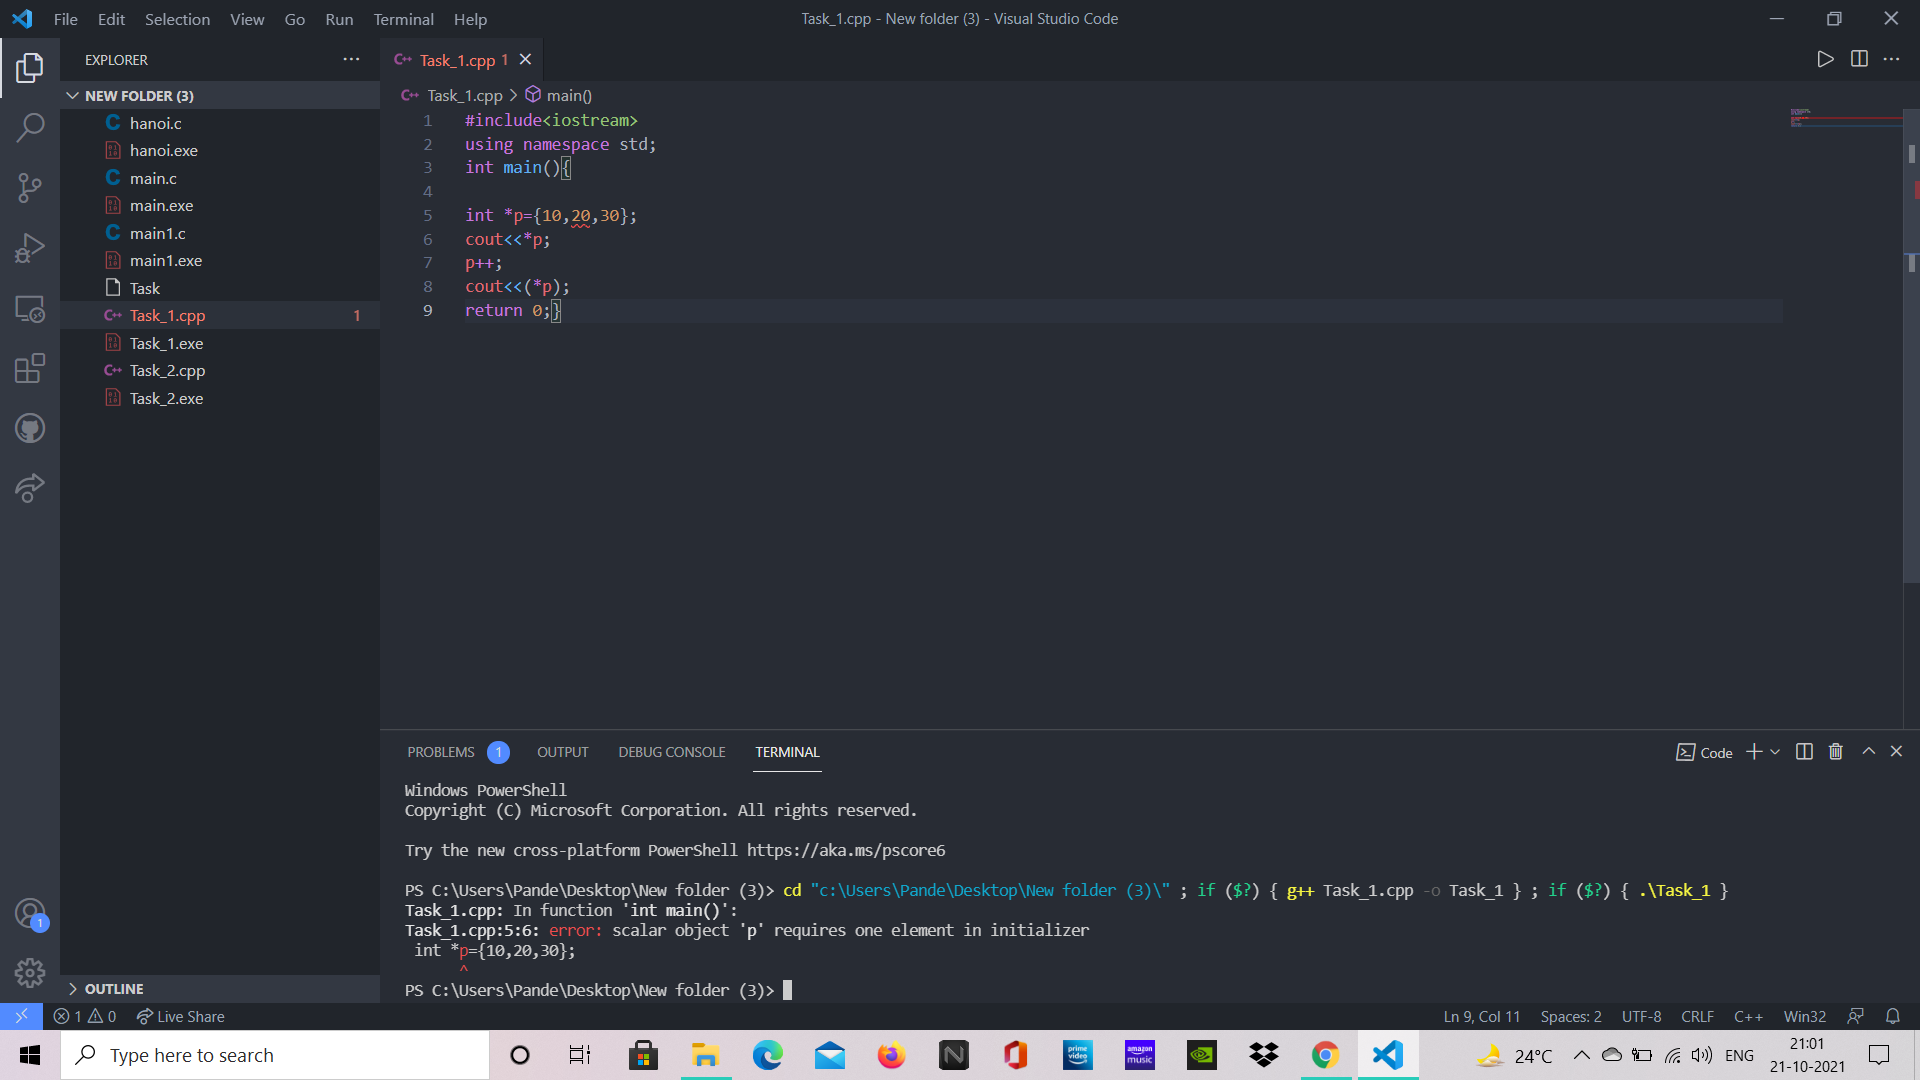 File Edit Selection View Go Run Terminal Help
Task_1.cpp - New folder (3) - Visual Studio Code
EXPLORER
Task_1.cpp 1
NEW FOLDER (3)
Task_1.cpp > main()
hanoi.c
hanoi.exe
main.c
main.exe
main1.c
main1.exe
Task
Task_1.cpp 1
Task_1.exe
Task_2.cpp
Task_2.exe
1 #include<iostream>
2 using namespace std;
3 int main(){
4
5 int *p={10,20,30};
6 cout<<*p;
7 p++;
8 cout<<(*p);
9 return 0;}
PROBLEMS 1 OUTPUT DEBUG CONSOLE TERMINAL
Code
Windows PowerShell
Copyright (C) Microsoft Corporation. All rights reserved.
Try the new cross-platform PowerShell https://aka.ms/pscore6
PS C:\Users\Pande\Desktop\New folder (3)> cd "c:\Users\Pande\Desktop\New folder (3)\" ; if ($?) { g++ Task_1.cpp -o Task_1 } ; if ($?) { .\Task_1 }
Task_1.cpp: In function 'int main()':
Task_1.cpp:5:6: error: scalar object 'p' requires one element in initializer
int *p={10,20,30};
^
PS C:\Users\Pande\Desktop\New folder (3)>
1
OUTLINE
1 0 Live Share
Ln 9, Col 11 Spaces: 2 UTF-8 CRLF C++ Win32
Type here to search
prime video
amazon music
24°C
ENG
21:01
21-10-2021